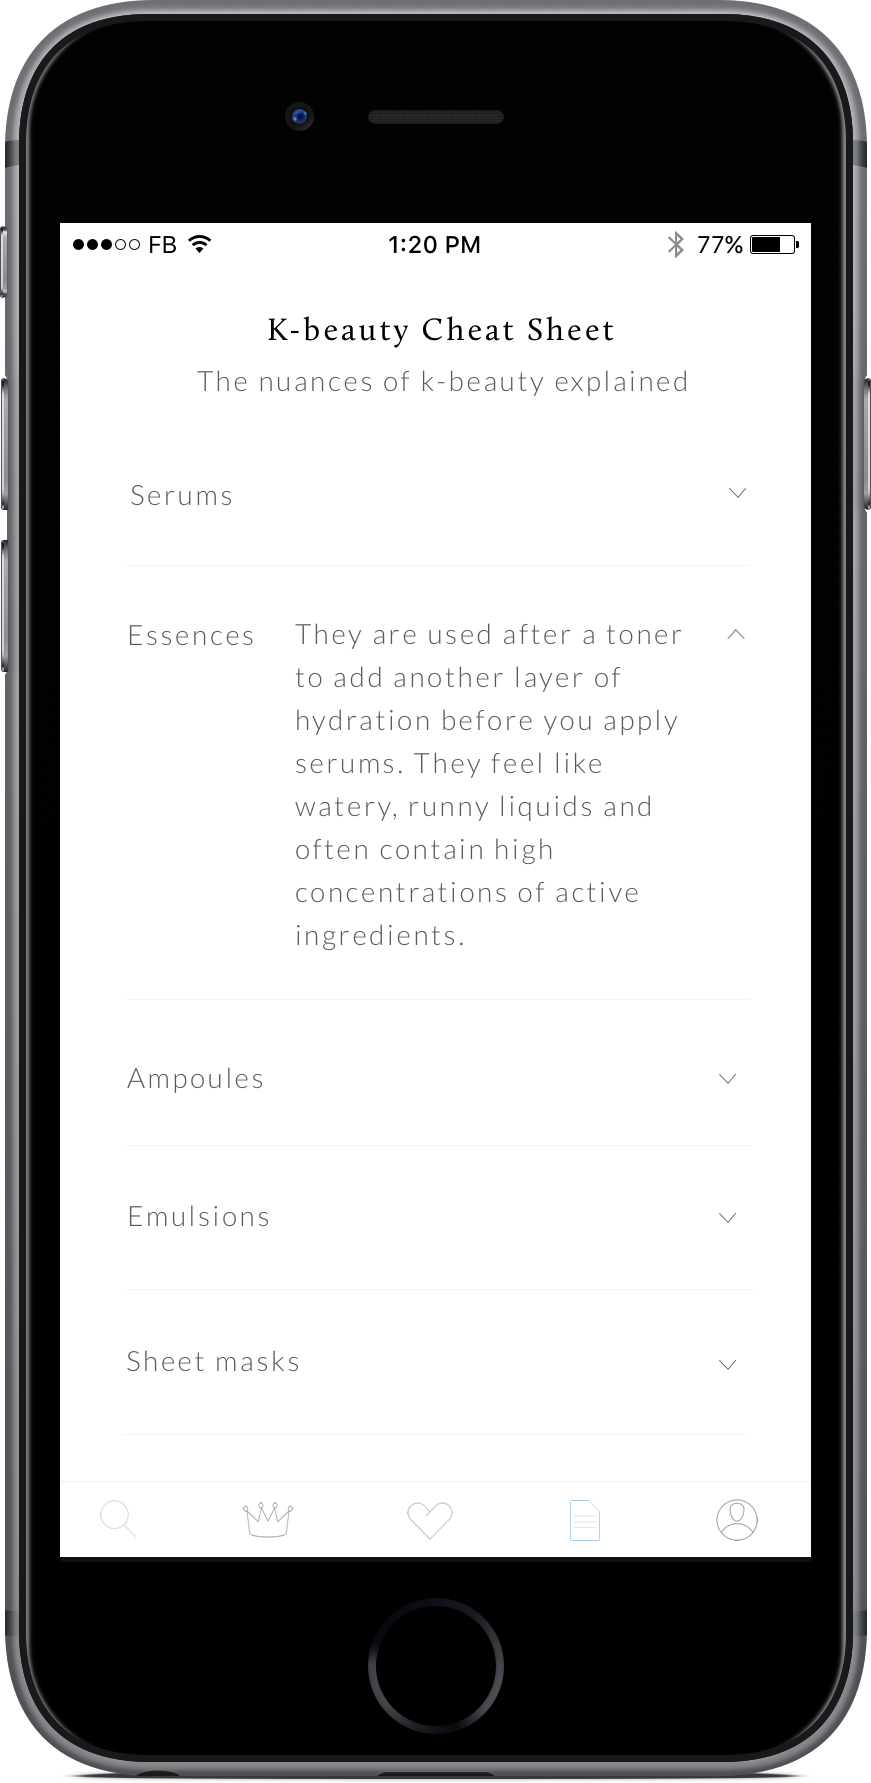 FB 1:20 PM 77%
K-beauty Cheat Sheet
The nuances of k-beauty explained
Serums
Essences
They are used after a toner
to add another layer of
hydration before you apply
serums. They feel like
watery, runny liquids and
often contain high
concentrations of active
ingredients.
Ampoules
Emulsions
Sheet masks